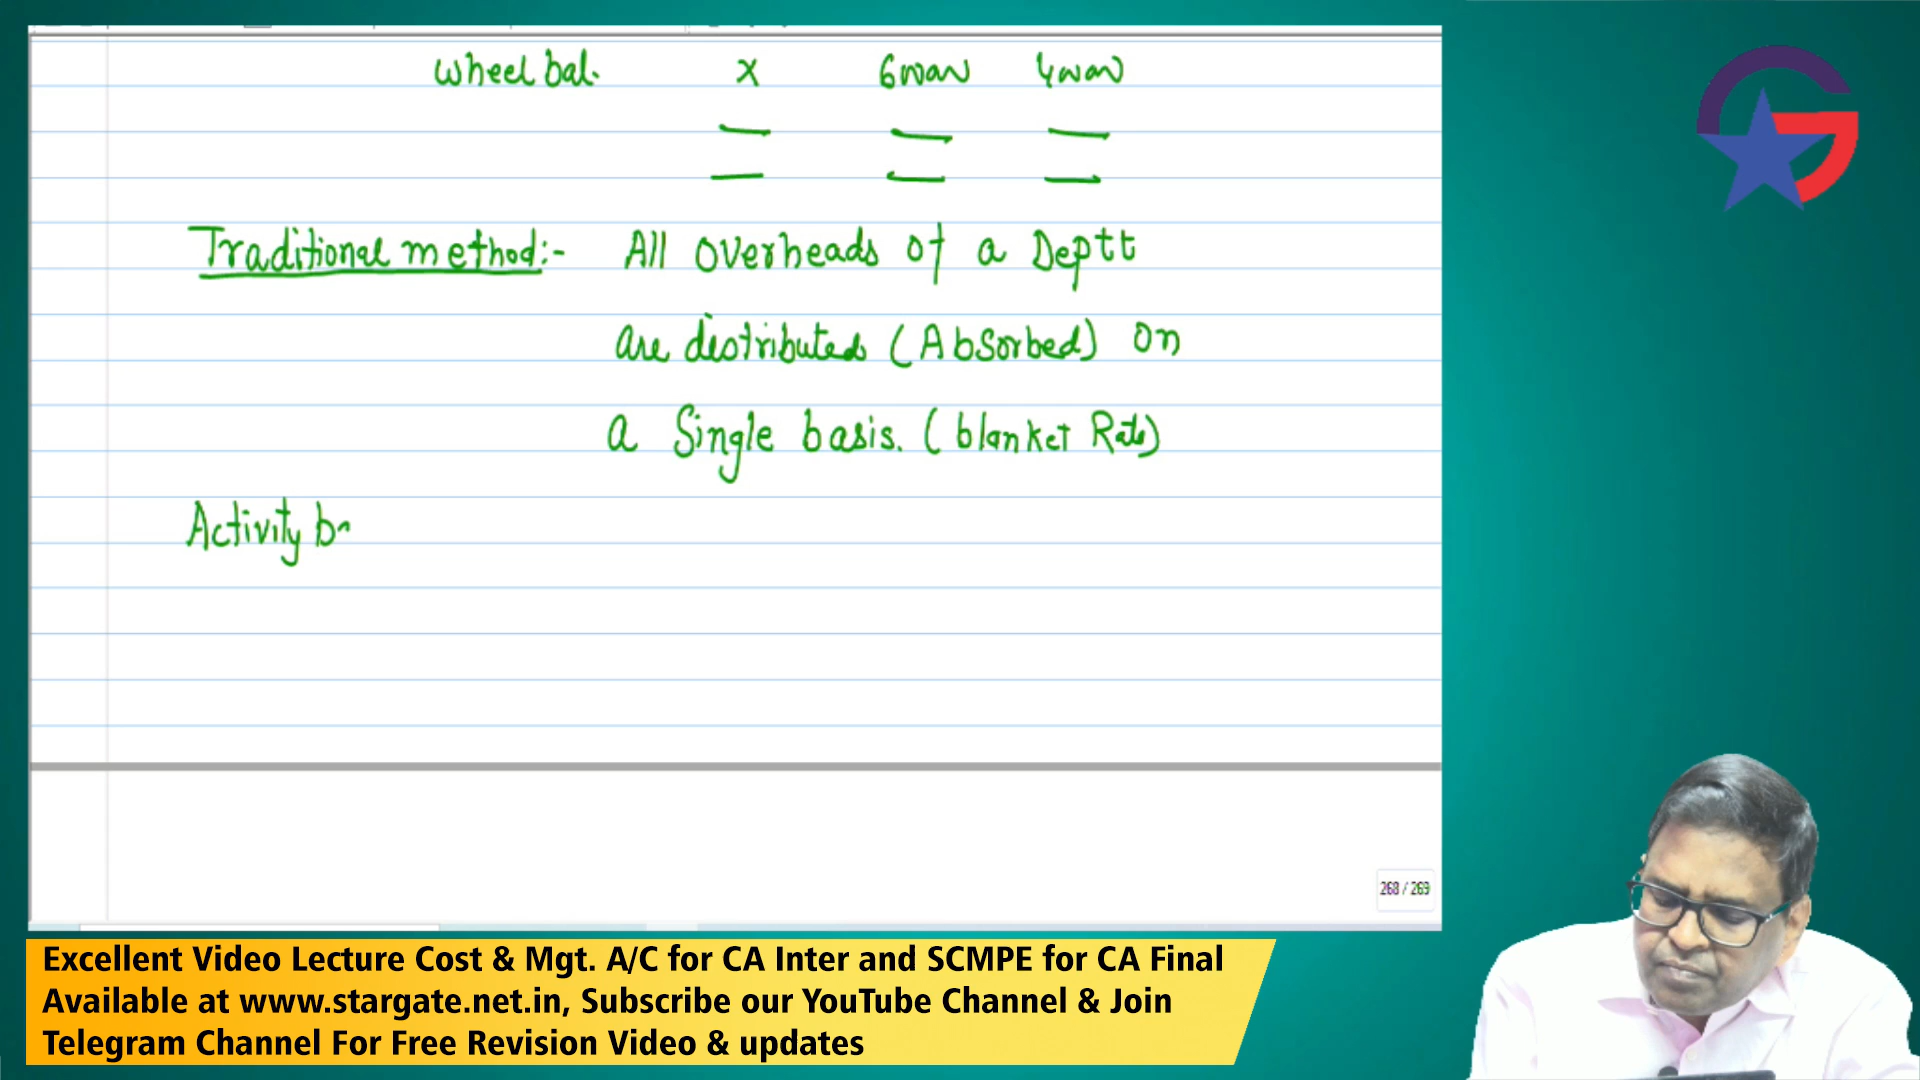 wheel bal. x
Traditional method:- All overheads of a Deptt
are distributed (Absorbed) on
a single basis. (blanket Rate)
Activity ba
268 / 269
Excellent Video Lecture Cost & Mgt. A/C for CA Inter and SCMPE for CA Final
Available at www.stargate.net.in, Subscribe our YouTube Channel & Join
Telegram Channel For Free Revision Video & updates